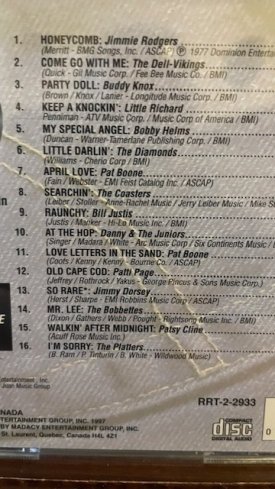 1. HONEYCOMB: Jimmie Rodgers
(Merritt - BMG Songs, Inc. / ASCAP) Ⓟ 1977 Dominion Entertain
2. COME GO WITH ME: The Dell-Vikings
(Quick - Gil Music Corp / Fee Bee Music Co. / BMI)
3. PARTY DOLL: Buddy Knox
(Bowen / Knox / Lanier - Longitude Music Corp. / BMI)
4. KEEP A KNOCKIN': Little Richard
(Penniman - ATV Music Corp. / Music Corp of America / BMI)
5. MY SPECIAL ANGEL: Bobby Helms
(Duncan - Warner-Tamerlane Publishing Corp. / BMI)
6. LITTLE DARLIN': The Diamonds
(Williams - Cherio Corp / BMI)
7. APRIL LOVE: Pat Boone
(Fain / Webster - EMI Feist Catalog Inc. / ASCAP)
8. SEARCHIN': The Coasters
(Leiber / Stoller - Anne-Rachel Music / Jerry Leiber Music / Mike St
9. RAUNCHY: Bill Justis
(Justis / Manker - Hi-Lo Music Inc. / BMI)
10. AT THE HOP: Danny & The Juniors
(Singer / Madara / White - Arc Music Corp / Six Continents Music /
11. LOVE LETTERS IN THE SAND: Pat Boone
(Coots / Kenny / Kenny - Bourne Co. / ASCAP)
12. OLD CAPE COD: Patti Page
(Jeffrey / Rothrock / Yakus - George Pincus & Sons Music Corp.)
13. SO RARE*: Jimmy Dorsey
(Herst / Sharpe - EMI Robbins Music Corp / ASCAP)
14. MR. LEE: The Bobbettes
(Dixon / Gathers / Webb / Pought - Rightsong Music Inc. / BMI)
15. WALKIN' AFTER MIDNIGHT: Patsy Cline
(Acuff Rose Music Inc.)
16. I'M SORRY: The Platters
(B. Ram / P. Tinturin / B. White - Wildwood Music)
RRT-2-2933
Entertainment, Inc.
Juan Music Group
ANADA
ENTERTAINMENT GROUP, INC. 1997
BY MADACY ENTERTAINMENT GROUP, INC.
St. Laurent, Quebec, Canada H4L 4Z1
COMPACT
disc
DIGITAL AUDIO